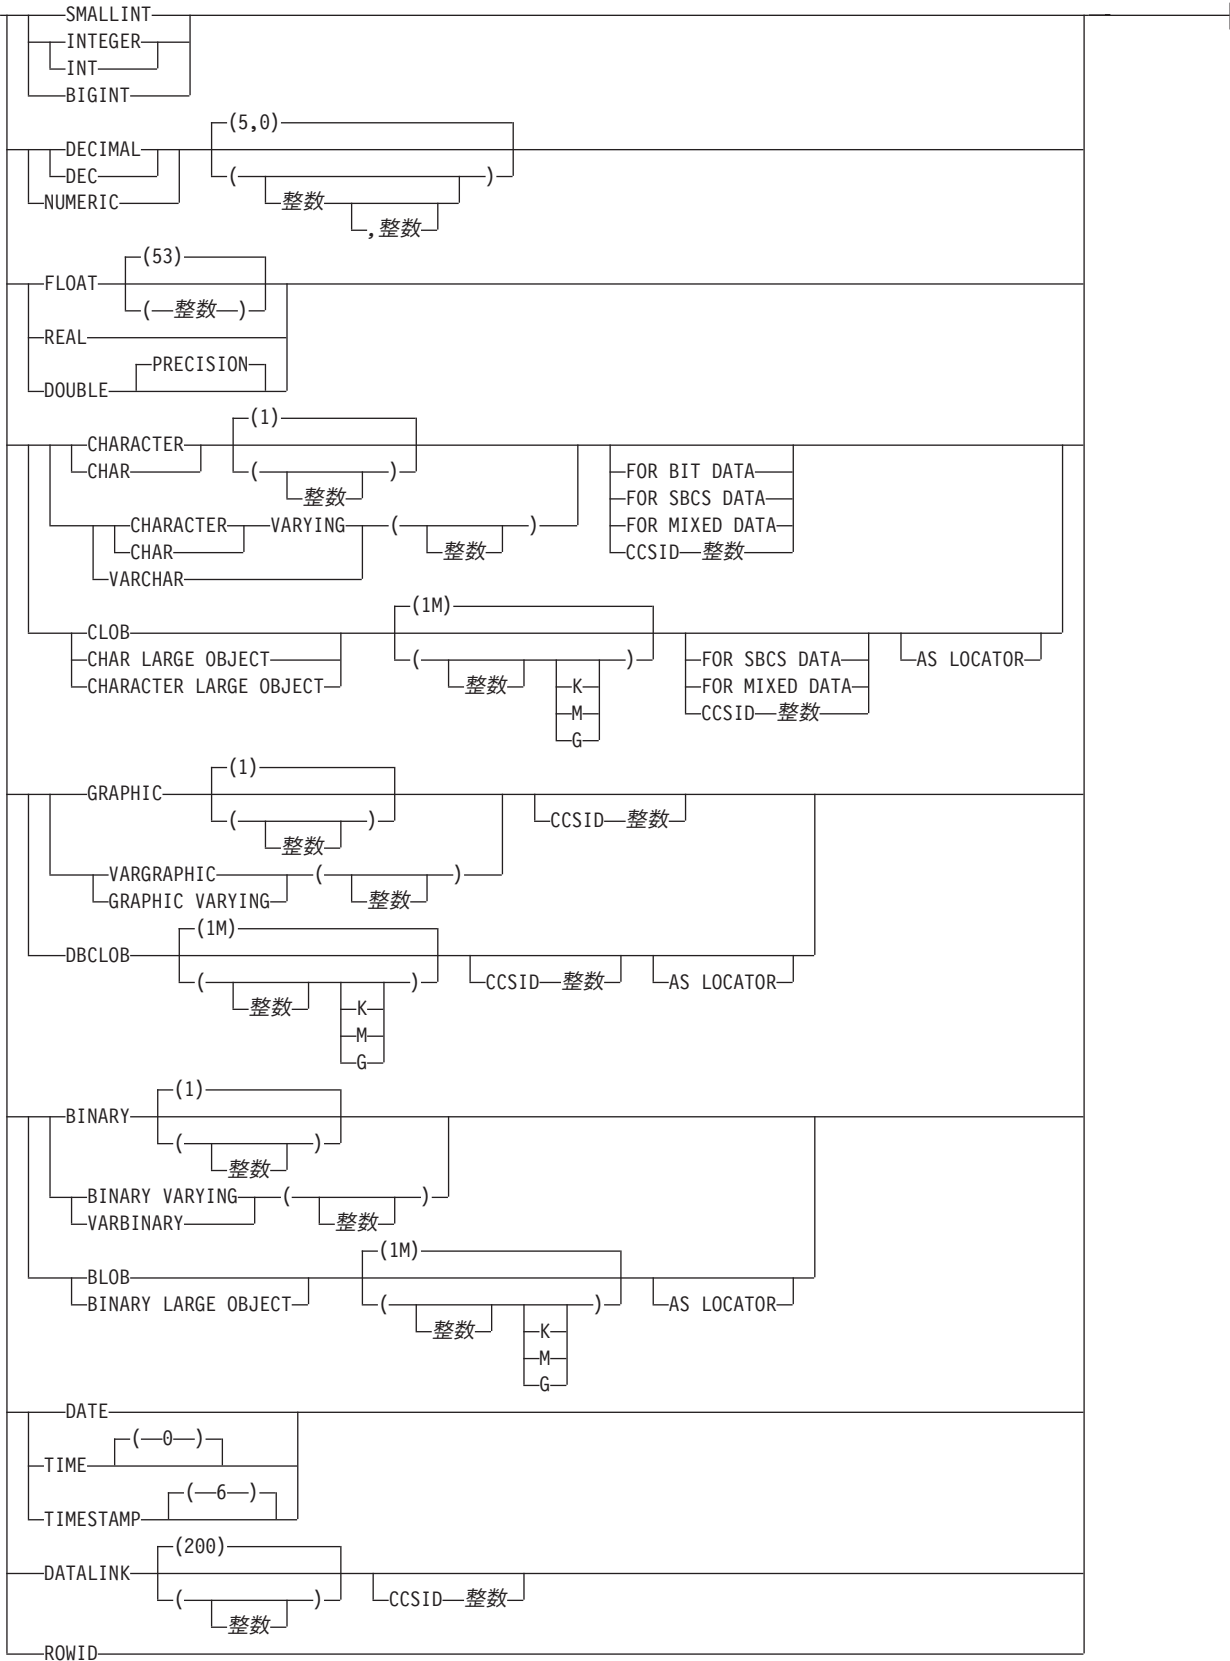 SMALLINT
INTEGER
INT
BIGINT
(5,0)
DECIMAL
DEC ( )
NUMERIC 整数
,整数
(53)
FLOAT
( 整数 )
REAL
PRECISION
DOUBLE
(1)
CHARACTER
CHAR ( ) FOR BIT DATA
整数 FOR SBCS DATA
CHARACTER VARYING ( ) FOR MIXED DATA
CHAR 整数 CCSID 整数
VARCHAR
(1M)
CLOB
CHAR LARGE OBJECT ( ) FOR SBCS DATA AS LOCATOR
CHARACTER LARGE OBJECT 整数 K FOR MIXED DATA
M CCSID 整数
G
(1)
GRAPHIC
( ) CCSID 整数
整数
VARGRAPHIC ( )
GRAPHIC VARYING 整数
(1M)
DBCLOB
( ) CCSID 整数 AS LOCATOR
整数 K
M
G
(1)
BINARY
( )
整数
BINARY VARYING ( )
VARBINARY 整数
(1M)
BLOB
BINARY LARGE OBJECT ( ) AS LOCATOR
整数 K
M
G
DATE
( 0 )
TIME
( 6 )
TIMESTAMP
(200)
DATALINK
( ) CCSID 整数
整数
ROWID